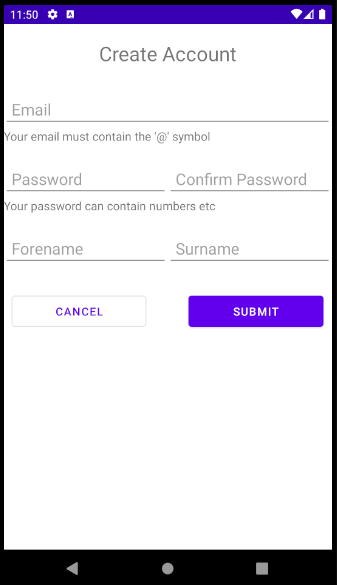 11:50
Create Account
Email
Your email must contain the '@' symbol
Password Confirm Password
Your password can contain numbers etc
Forename Surname
CANCEL SUBMIT